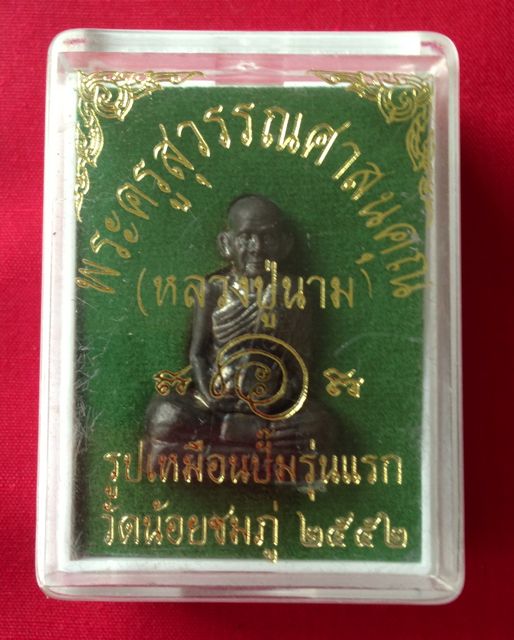 พระครูสุวรรณศาสนคุณ
(หลวงปู่นาม)
รูปเหมือนปั๊มรุ่นแรก
วัดน้อยชมภู่ ๒๕๕๒